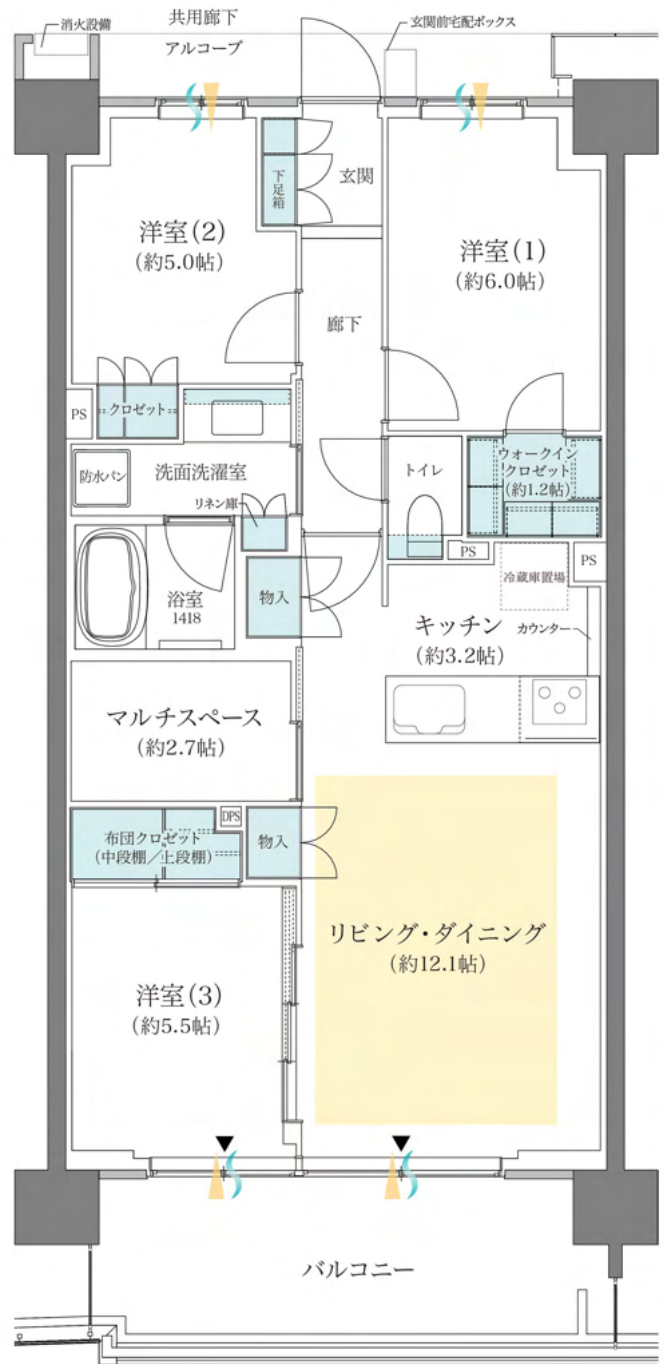 消火設備
共用廊下
アルコーブ
玄関前宅配ボックス
下足箱
玄関
洋室(2)
(約5.0帖)
洋室(1)
(約6.0帖)
廊下
PS
クロゼット
防水パン
洗面洗濯室
リネン庫
トイレ
ウォークイン
クロゼット
(約1.2帖)
PS
冷蔵庫置場
PS
浴室
1418
物入
キッチン
(約3.2帖)
カウンター
マルチスペース
(約2.7帖)
DPS
布団クロゼット
(中段棚/上段棚)
物入
リビング・ダイニング
(約12.1帖)
洋室(3)
(約5.5帖)
バルコニー